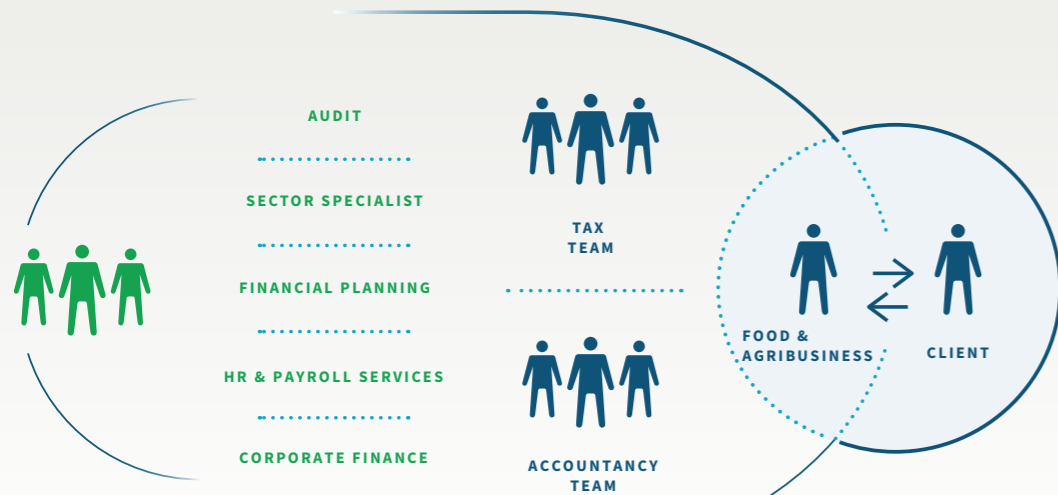 AUDIT
SECTOR SPECIALIST
FINANCIAL PLANNING
HR & PAYROLL SERVICES
CORPORATE FINANCE
TAX
TEAM
ACCOUNTANCY
TEAM
FOOD &
AGRIBUSINESS
CLIENT